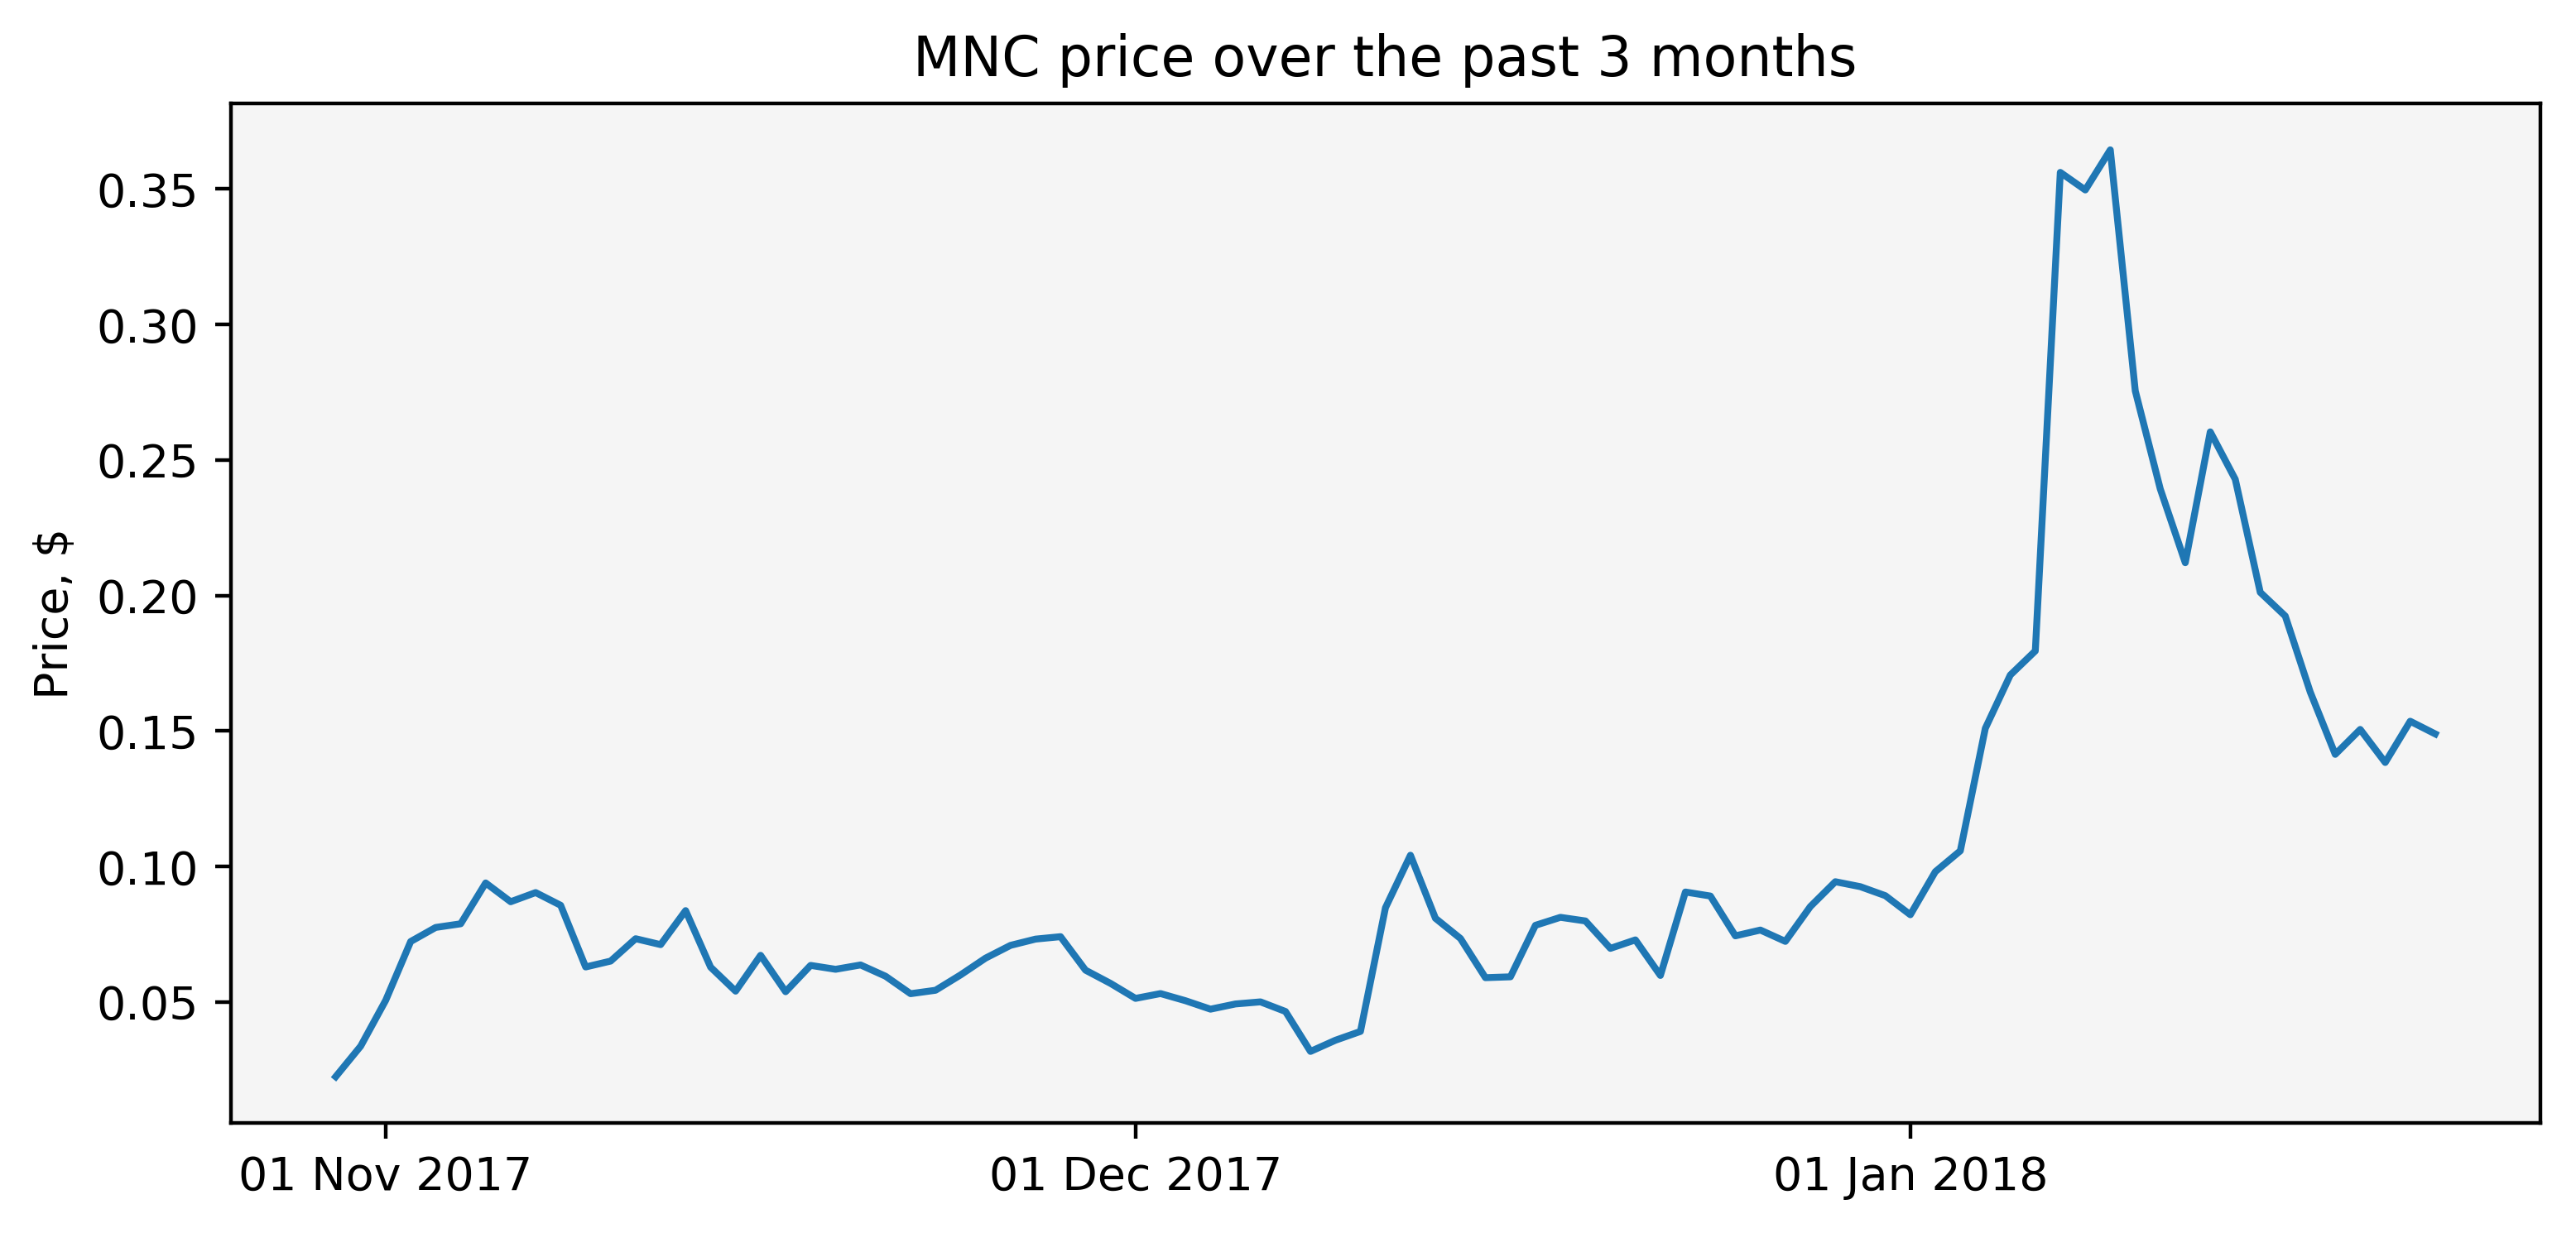 MNC price over the past 3 months
Price, $
0.35
0.30
0.25
0.20
0.15
0.10
0.05
01 Nov 2017
01 Dec 2017
01 Jan 2018